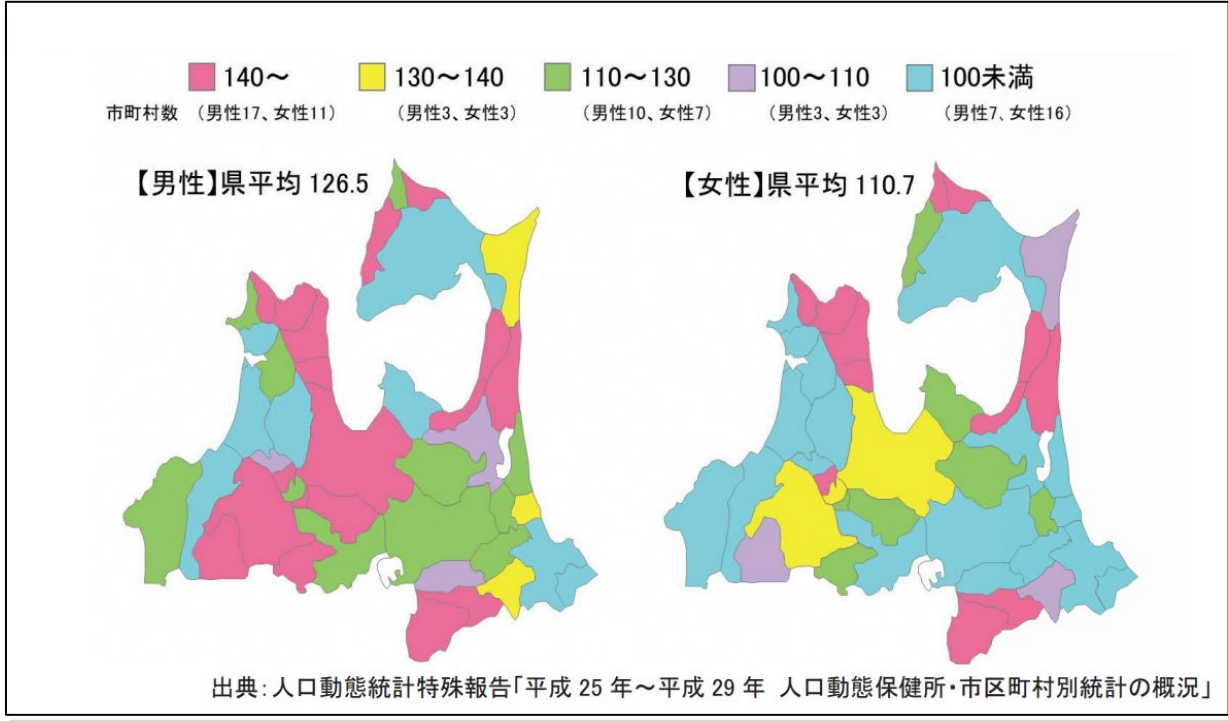 140～ 130～140 110～130 100～110 100未満
市町村数 （男性17、女性11） （男性3、女性3） （男性10、女性7） （男性3、女性3） （男性7、女性16）
【男性】県平均 126.5 【女性】県平均 110.7
出典：人口動態統計特殊報告「平成 25 年～平成 29 年 人口動態保健所・市区町村別統計の概況」